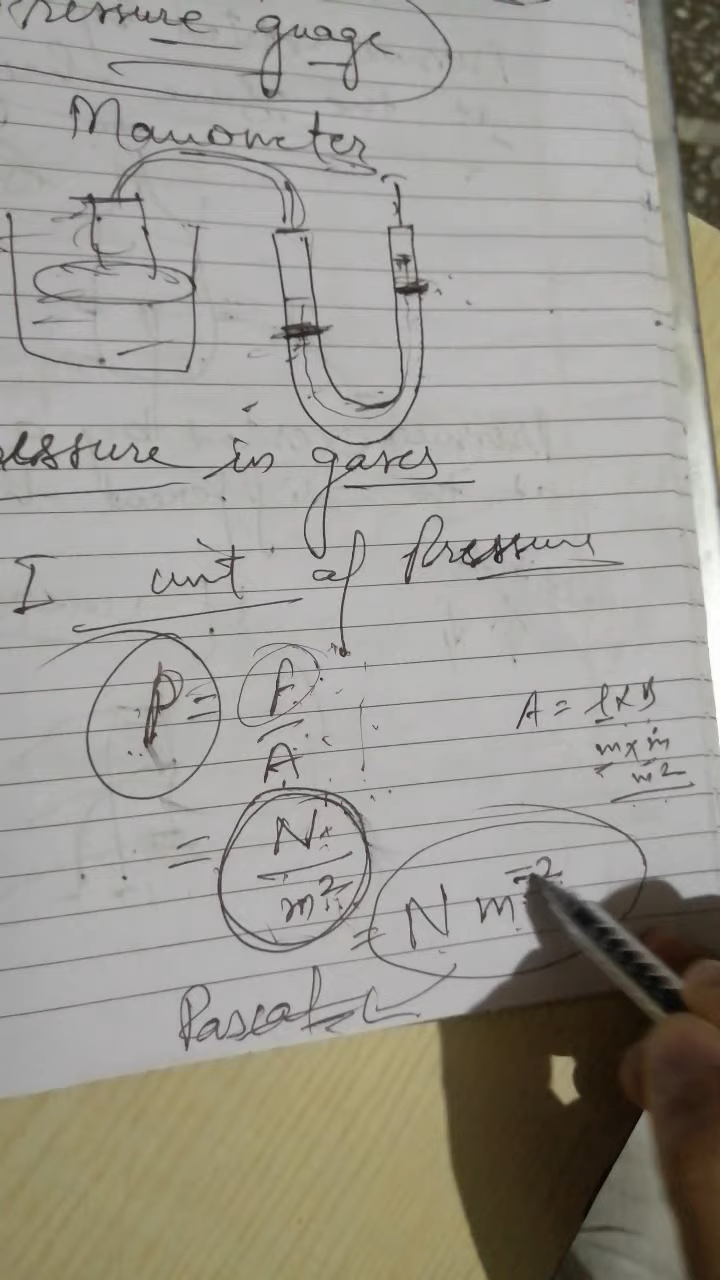 Pressure guage
Manometer
essure in gases
I unit of Pressure
P = F
A
A = l x b
m x m
m²
= N
m²
= N m⁻²
Pascal